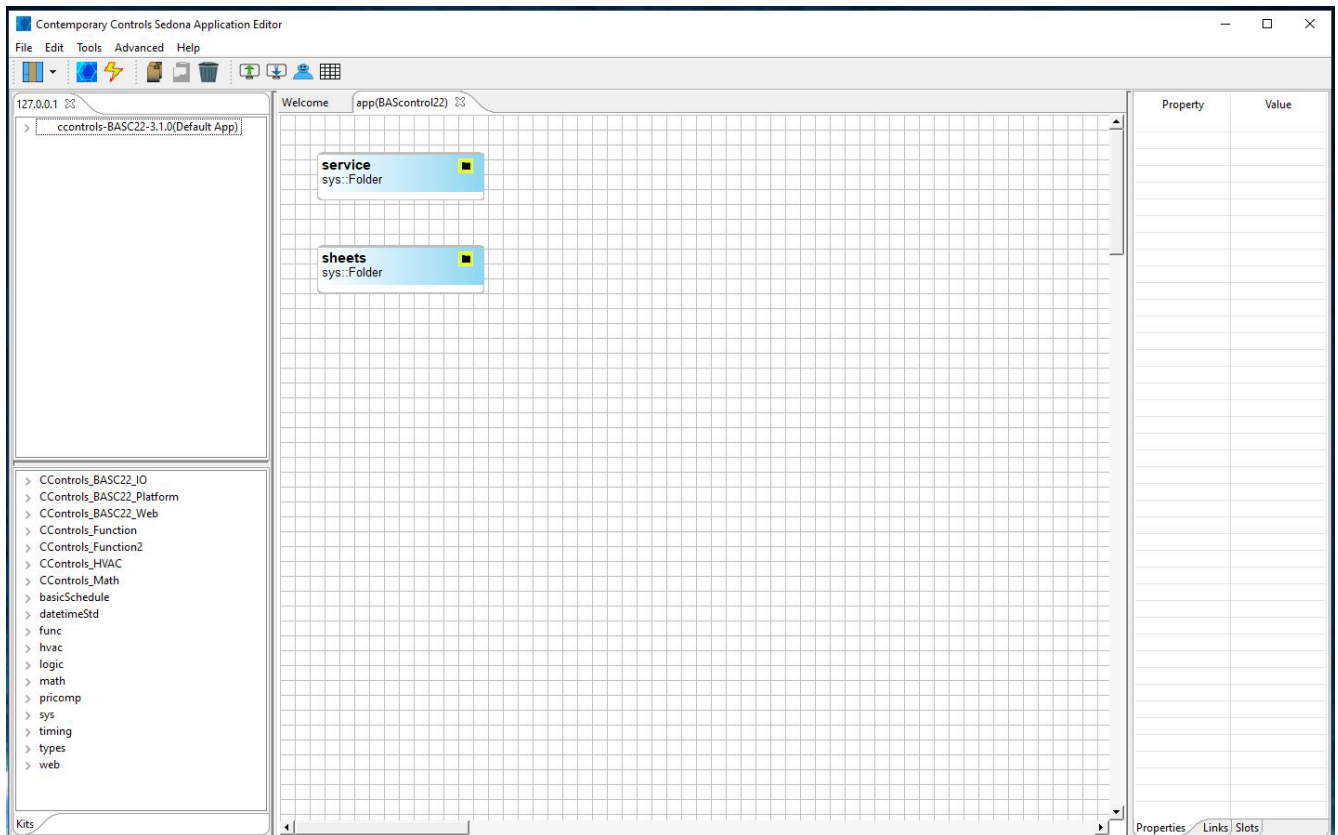 Contemporary Controls Sedona Application Editor
File Edit Tools Advanced Help
127.0.0.1
ccontrols-BASC22-3.1.0(Default App)
Welcome app(BAScontrol22)
service
sys::Folder
sheets
sys::Folder
Property Value
CControls_BASC22_IO
CControls_BASC22_Platform
CControls_BASC22_Web
CControls_Function
CControls_Function2
CControls_HVAC
CControls_Math
basicSchedule
datetimeStd
func
hvac
logic
math
pricomp
sys
timing
types
web
Kits
Properties Links Slots